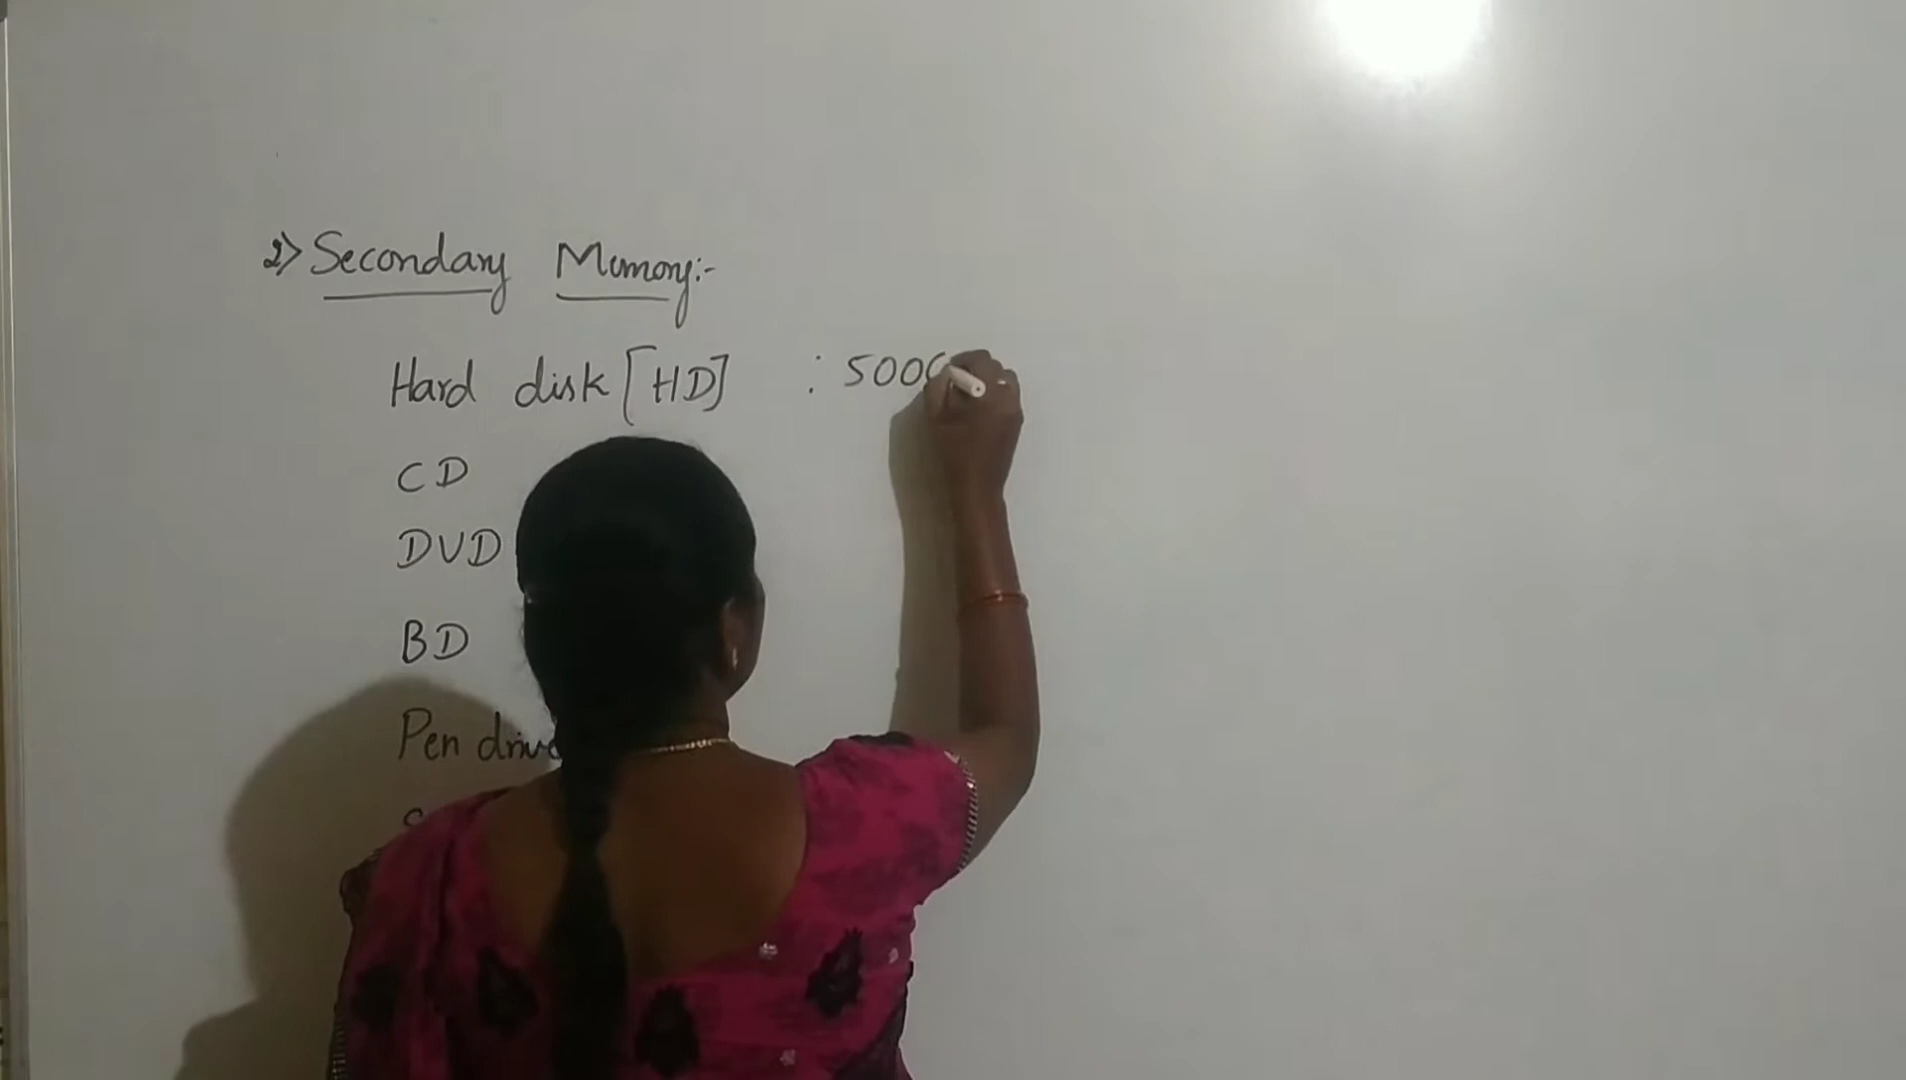 2> Secondary Memory:-
Hard disk [HD] : 500
CD
DVD
BD
Pen drive